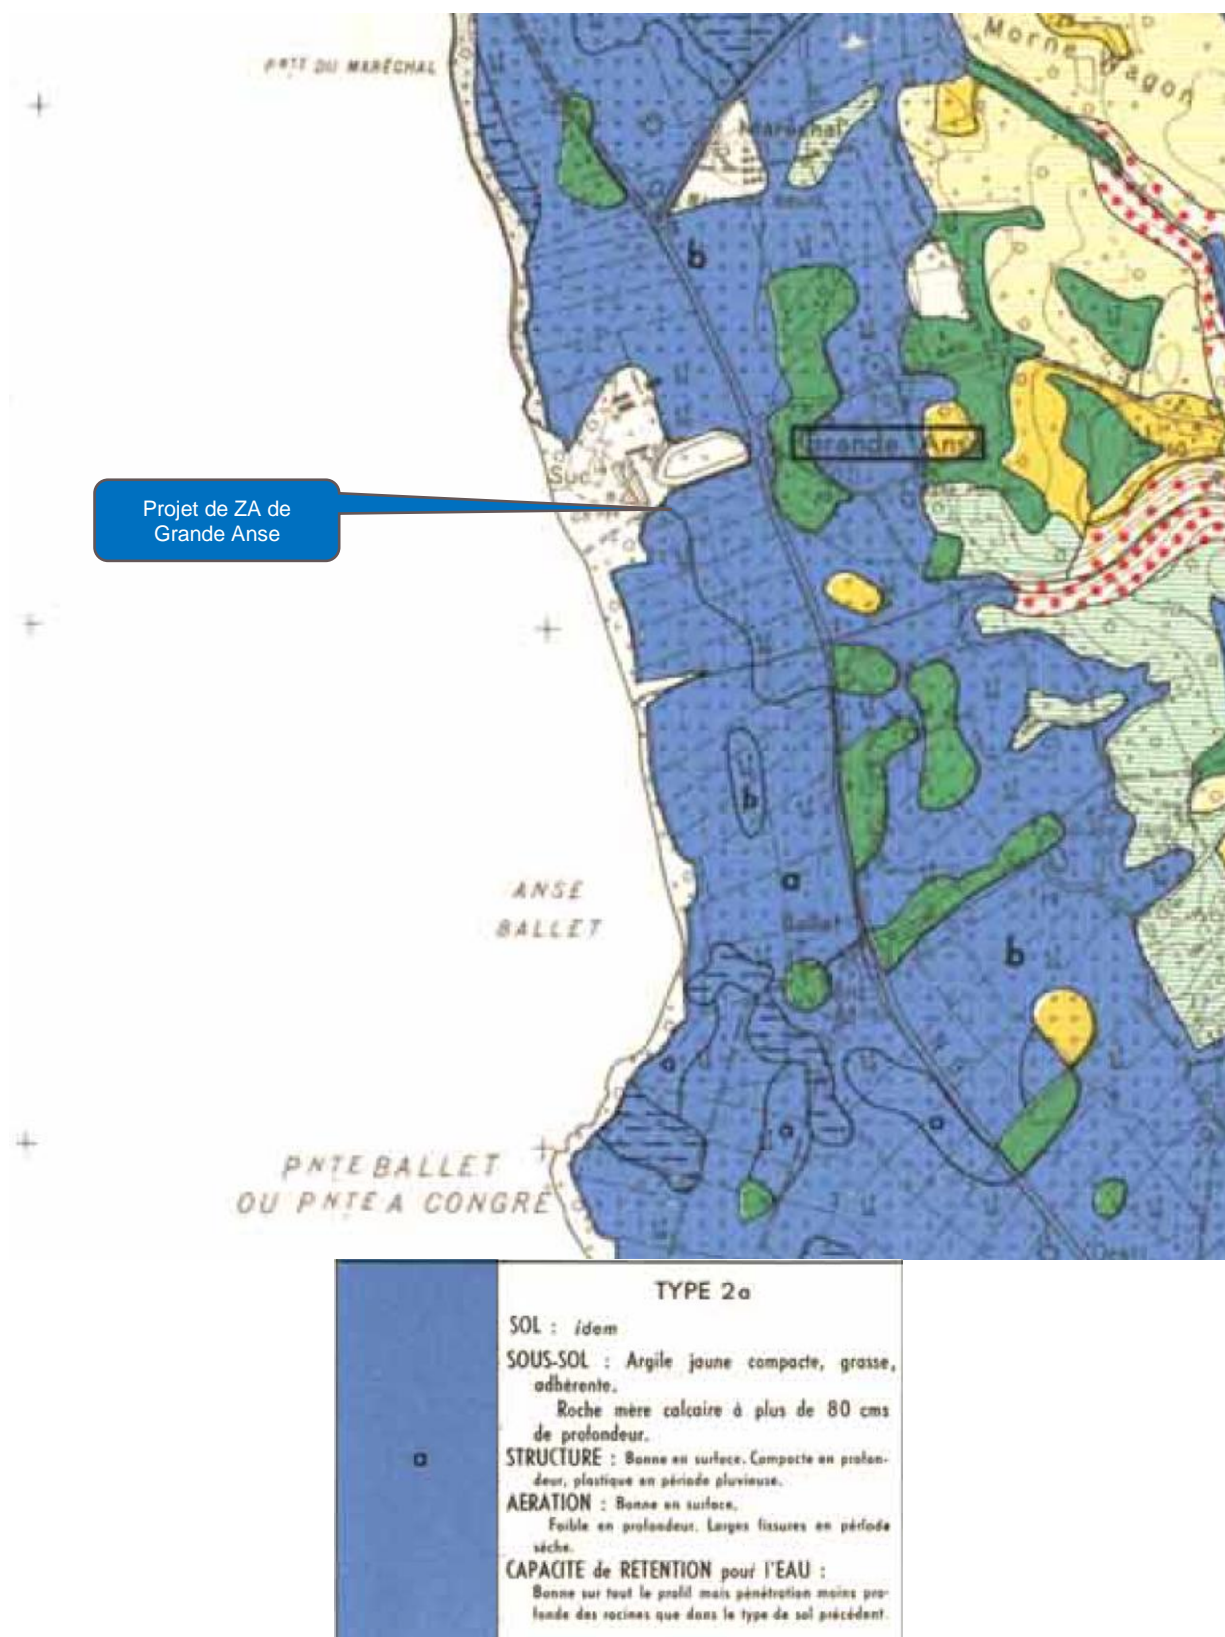 PNTE DU MARÉCHAL
Morne Wagon
Maréchal
b
Grande Anse
Suc
Projet de ZA de
Grande Anse
b
ANSE
BALLET
a
Ballet
b
a
a
a
PNTE BALLET
OU PNTE A CONGRE
TYPE 2a
SOL : idem
SOUS-SOL : Argile jaune compacte, grasse,
adhérente.
Roche mère calcaire à plus de 80 cms
de profondeur.
a
STRUCTURE : Bonne en surface. Compacte en profon-
deur, plastique en période pluvieuse.
AERATION : Bonne en surface.
Faible en profondeur. Larges fissures en période
sèche.
CAPACITE de RETENTION pour l'EAU :
Bonne sur tout le profil mais pénétration moins pro-
fonde des racines que dans le type de sol précédent.